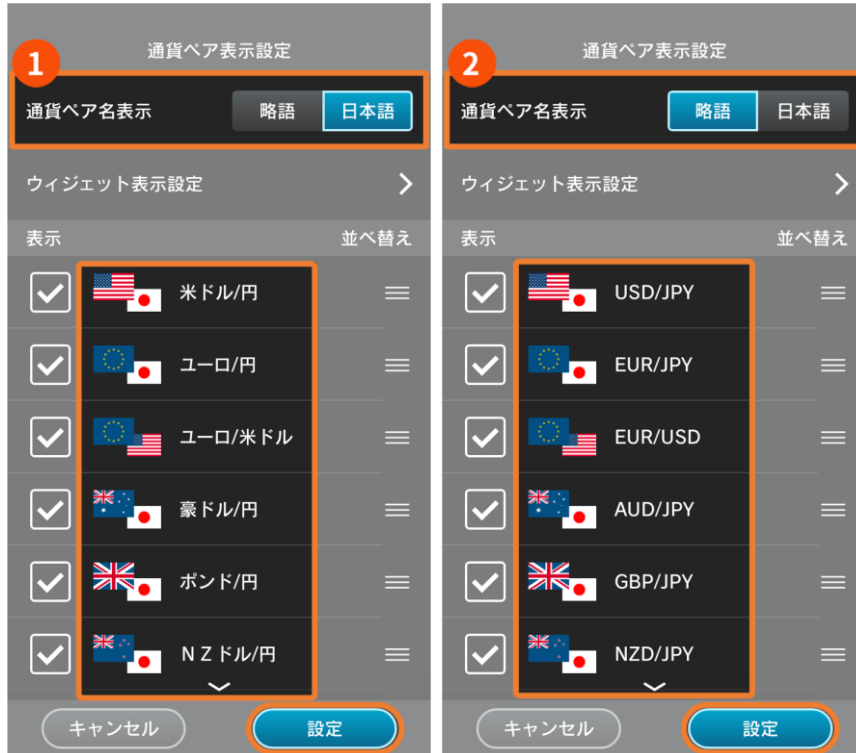 1
通貨ペア表示設定
通貨ペア名表示 略語 日本語
ウィジェット表示設定
表示 並べ替え
米ドル/円
ユーロ/円
ユーロ/米ドル
豪ドル/円
ポンド/円
ＮＺドル/円
キャンセル 設定
2
通貨ペア表示設定
通貨ペア名表示 略語 日本語
ウィジェット表示設定
表示 並べ替え
USD/JPY
EUR/JPY
EUR/USD
AUD/JPY
GBP/JPY
NZD/JPY
キャンセル 設定